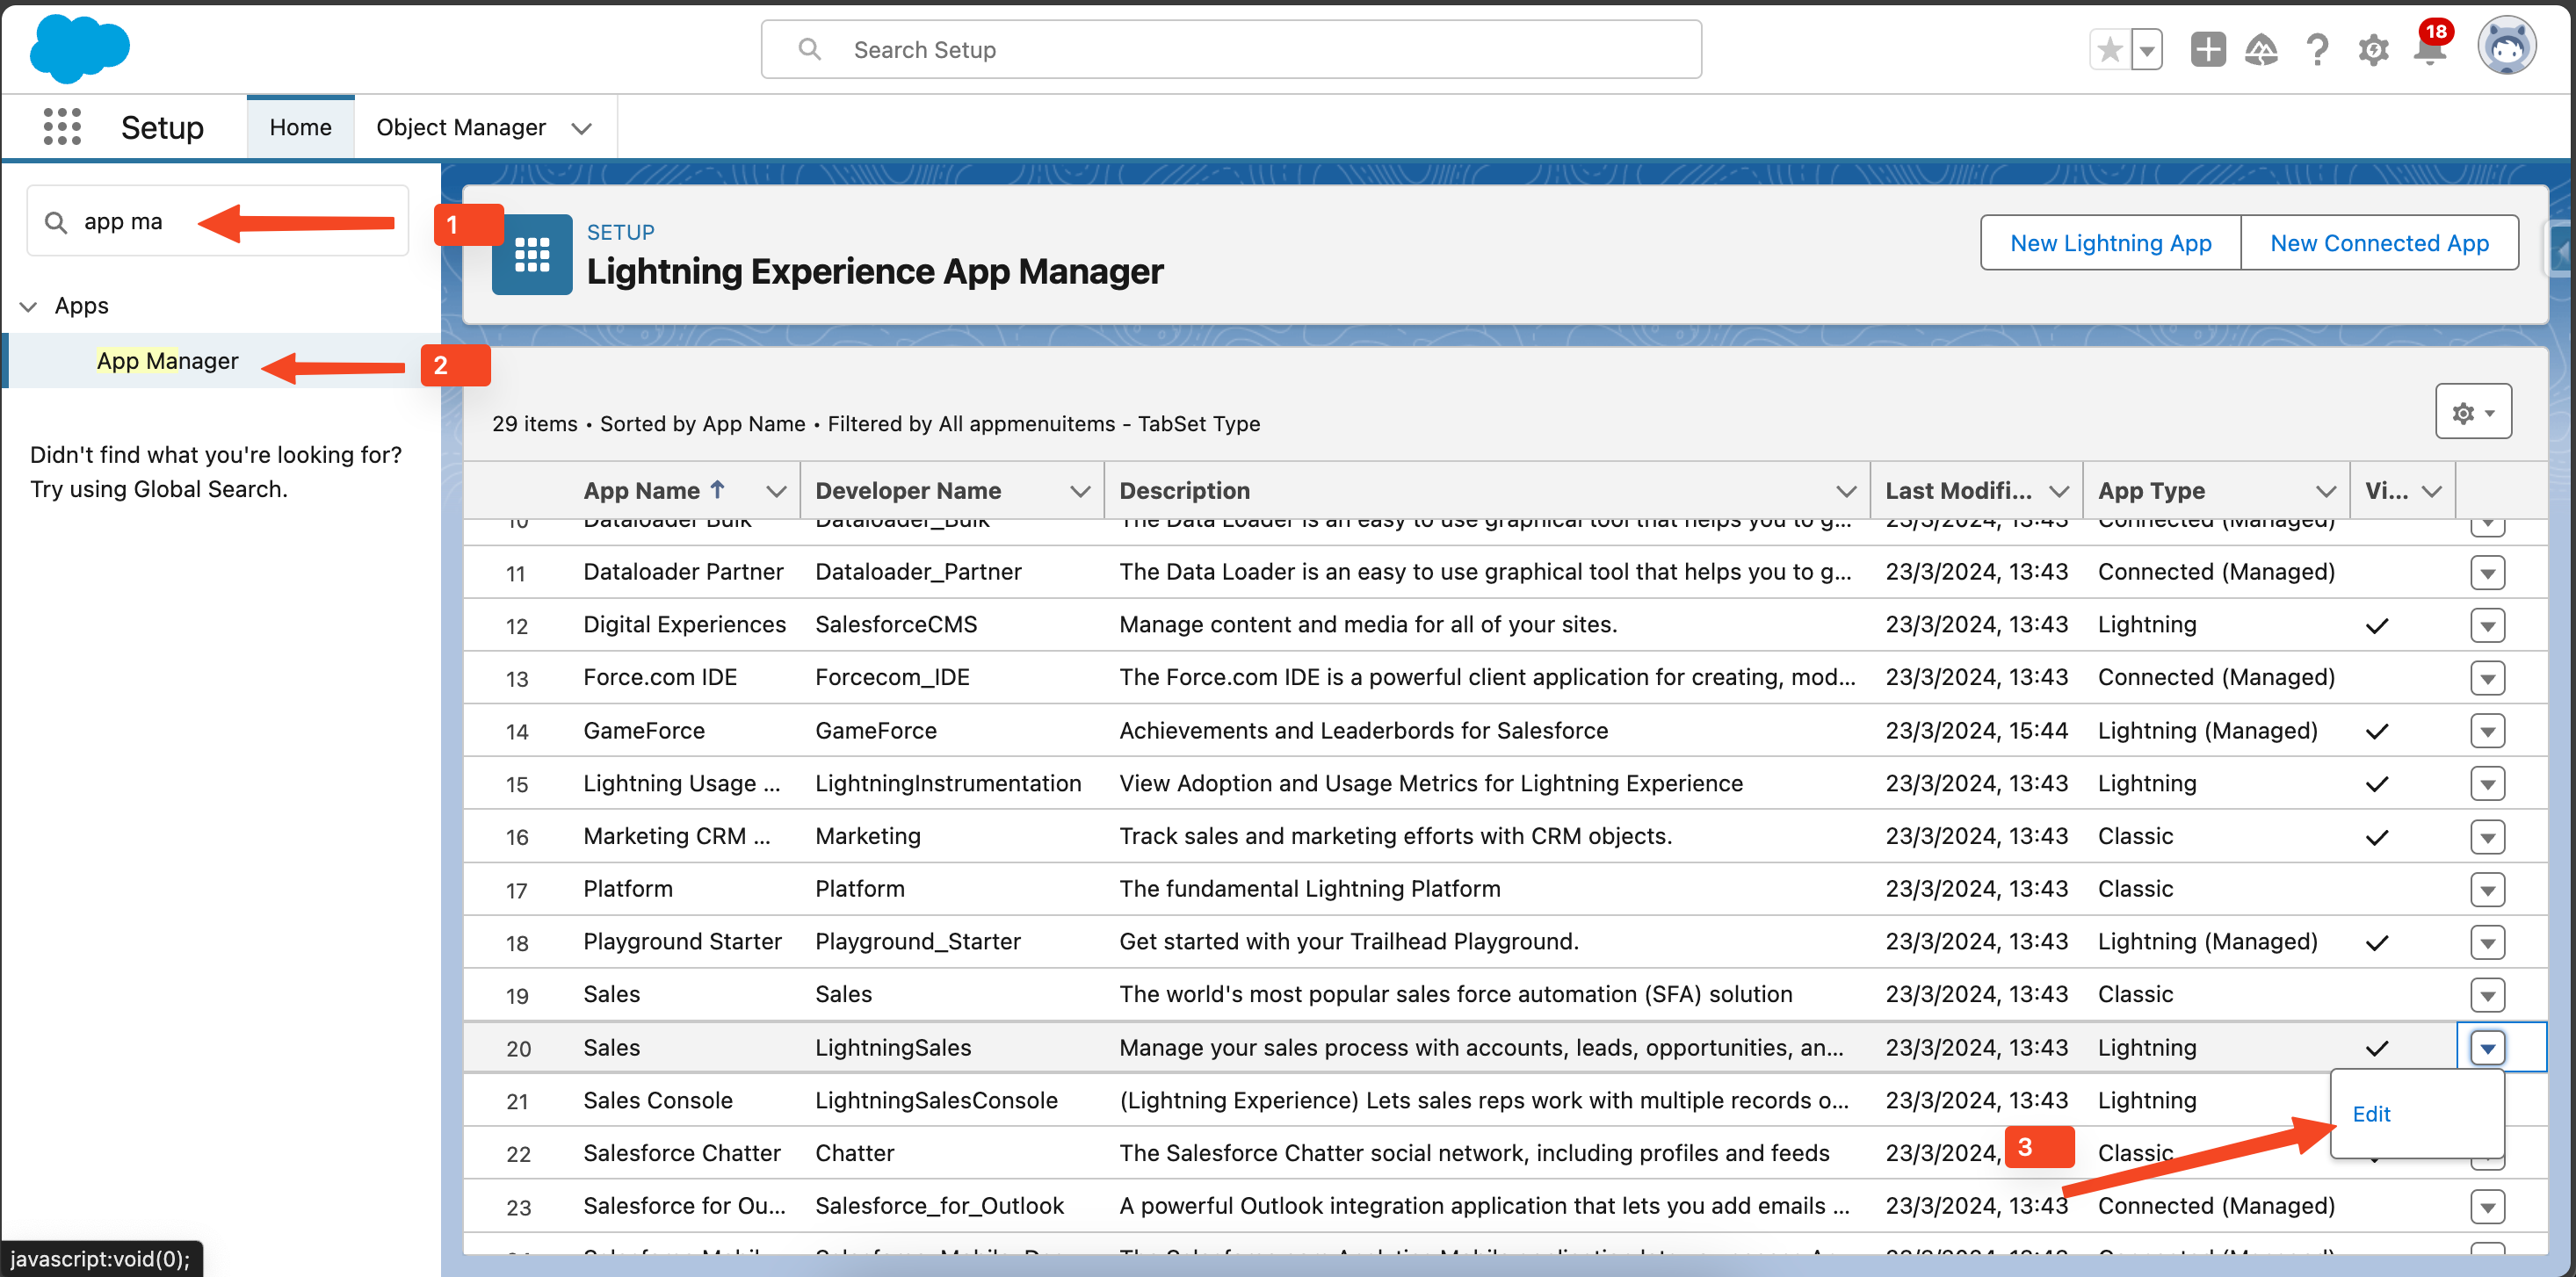 Search Setup
18
Setup
Home
Object Manager
app ma
1
Apps
App Manager
2
Didn't find what you're looking for?
Try using Global Search.
SETUP
Lightning Experience App Manager
New Lightning App
New Connected App
29 items • Sorted by App Name • Filtered by All appmenuitems - TabSet Type
App Name ↑ Developer Name Description Last Modifi... App Type Vi...
10 Dataloader Bulk Dataloader_Bulk The Data Loader is an easy to use graphical tool that helps you to g... 23/3/2024, 13:43 Connected (Managed)
11 Dataloader Partner Dataloader_Partner The Data Loader is an easy to use graphical tool that helps you to g... 23/3/2024, 13:43 Connected (Managed)
12 Digital Experiences SalesforceCMS Manage content and media for all of your sites. 23/3/2024, 13:43 Lightning
13 Force.com IDE Forcecom_IDE The Force.com IDE is a powerful client application for creating, mod... 23/3/2024, 13:43 Connected (Managed)
14 GameForce GameForce Achievements and Leaderbords for Salesforce 23/3/2024, 15:44 Lightning (Managed)
15 Lightning Usage ... LightningInstrumentation View Adoption and Usage Metrics for Lightning Experience 23/3/2024, 13:43 Lightning
16 Marketing CRM ... Marketing Track sales and marketing efforts with CRM objects. 23/3/2024, 13:43 Classic
17 Platform Platform The fundamental Lightning Platform 23/3/2024, 13:43 Classic
18 Playground Starter Playground_Starter Get started with your Trailhead Playground. 23/3/2024, 13:43 Lightning (Managed)
19 Sales Sales The world's most popular sales force automation (SFA) solution 23/3/2024, 13:43 Classic
20 Sales LightningSales Manage your sales process with accounts, leads, opportunities, an... 23/3/2024, 13:43 Lightning
21 Sales Console LightningSalesConsole (Lightning Experience) Lets sales reps work with multiple records o... 23/3/2024, 13:43 Lightning
Edit
22 Salesforce Chatter Chatter The Salesforce Chatter social network, including profiles and feeds 23/3/2024, Classic
3
23 Salesforce for Ou... Salesforce_for_Outlook A powerful Outlook integration application that lets you add emails ... 23/3/2024, 13:43 Connected (Managed)
javascript:void(0);